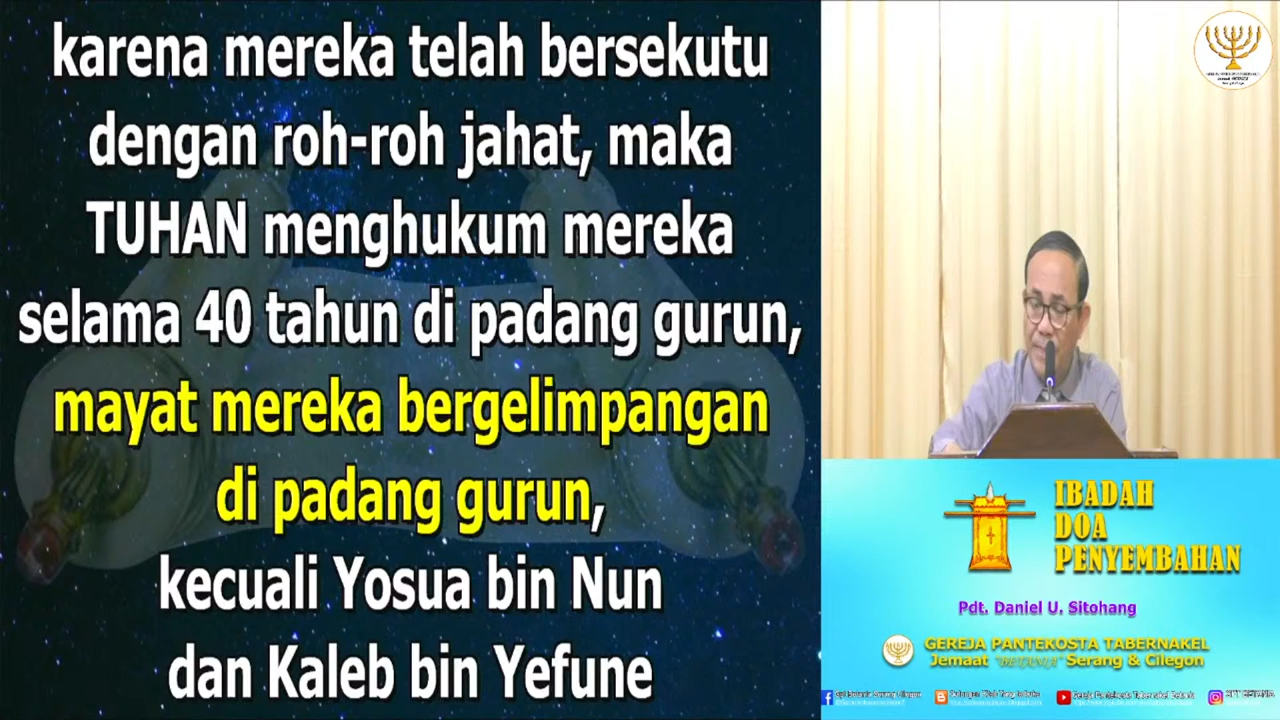 karena mereka telah bersekutu
dengan roh-roh jahat, maka
TUHAN menghukum mereka
selama 40 tahun di padang gurun,
mayat mereka bergelimpangan
di padang gurun,
kecuali Yosua bin Nun
dan Kaleb bin Yefune
IBADAH
DOA
PENYEMBAHAN
Pdt. Daniel U. Sitohang
GEREJA PANTEKOSTA TABERNAKEL
Jemaat "BETANIA" Serang & Cilegon